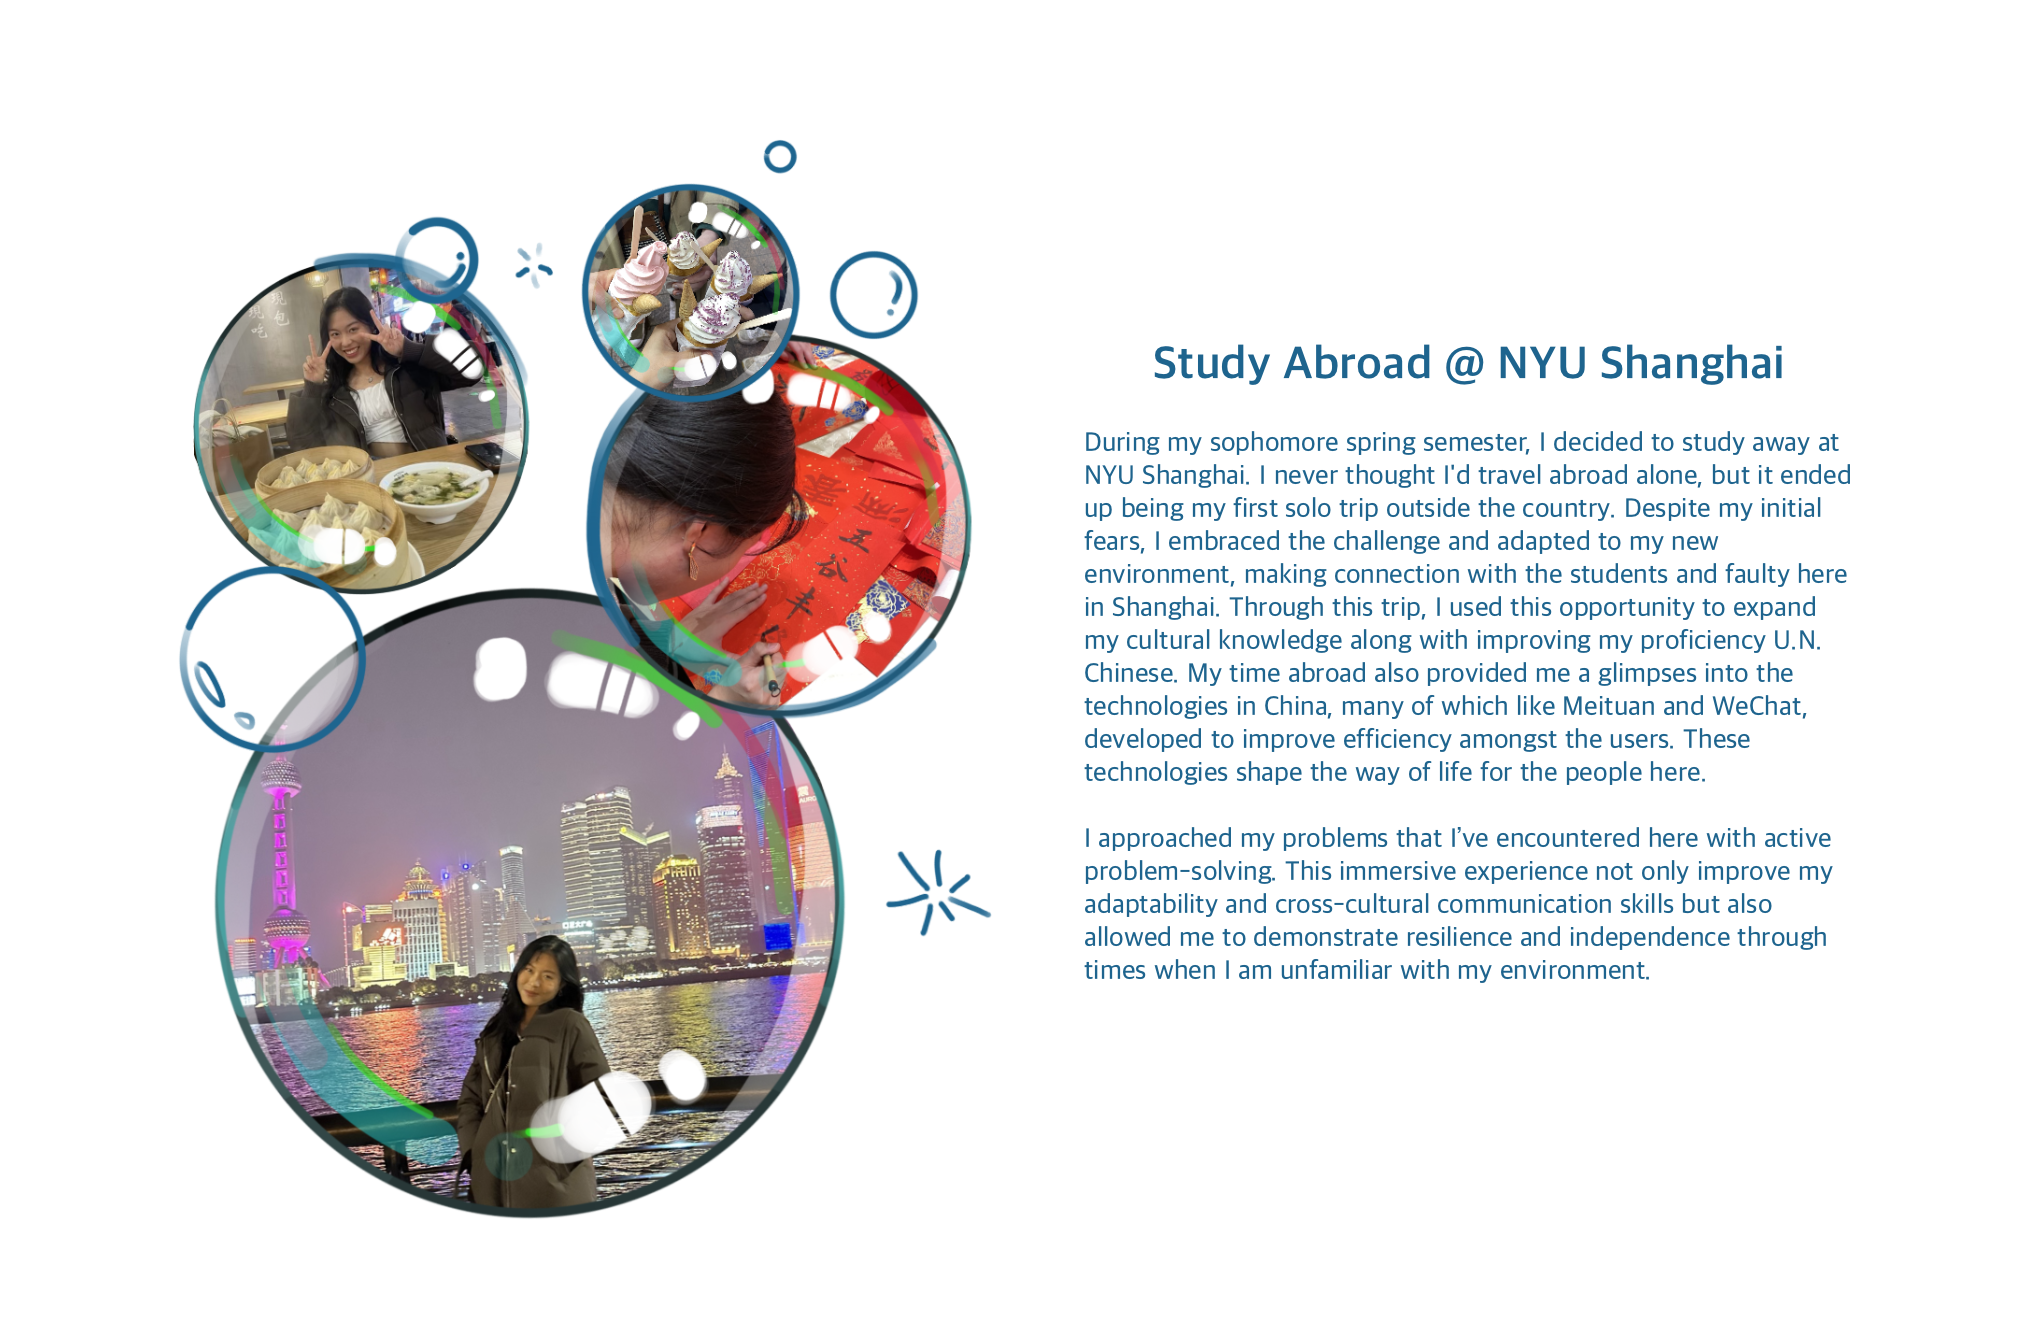 現包
現吃
五谷丰
Study Abroad @ NYU Shanghai
During my sophomore spring semester, I decided to study away at
NYU Shanghai. I never thought I'd travel abroad alone, but it ended
up being my first solo trip outside the country. Despite my initial
fears, I embraced the challenge and adapted to my new
environment, making connection with the students and faulty here
in Shanghai. Through this trip, I used this opportunity to expand
my cultural knowledge along with improving my proficiency U.N.
Chinese. My time abroad also provided me a glimpses into the
technologies in China, many of which like Meituan and WeChat,
developed to improve efficiency amongst the users. These
technologies shape the way of life for the people here.
I approached my problems that I’ve encountered here with active
problem-solving. This immersive experience not only improve my
adaptability and cross-cultural communication skills but also
allowed me to demonstrate resilience and independence through
times when I am unfamiliar with my environment.